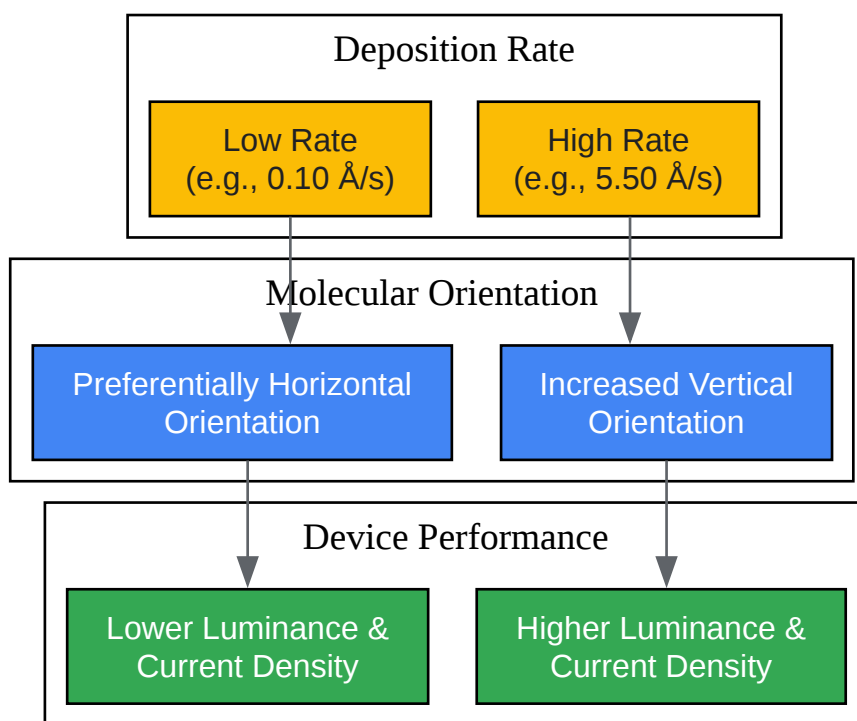 Deposition Rate
Low Rate
(e.g., 0.10 Å/s)
High Rate
(e.g., 5.50 Å/s)
Molecular Orientation
Preferentially Horizontal
Orientation
Increased Vertical
Orientation
Device Performance
Lower Luminance &
Current Density
Higher Luminance &
Current Density